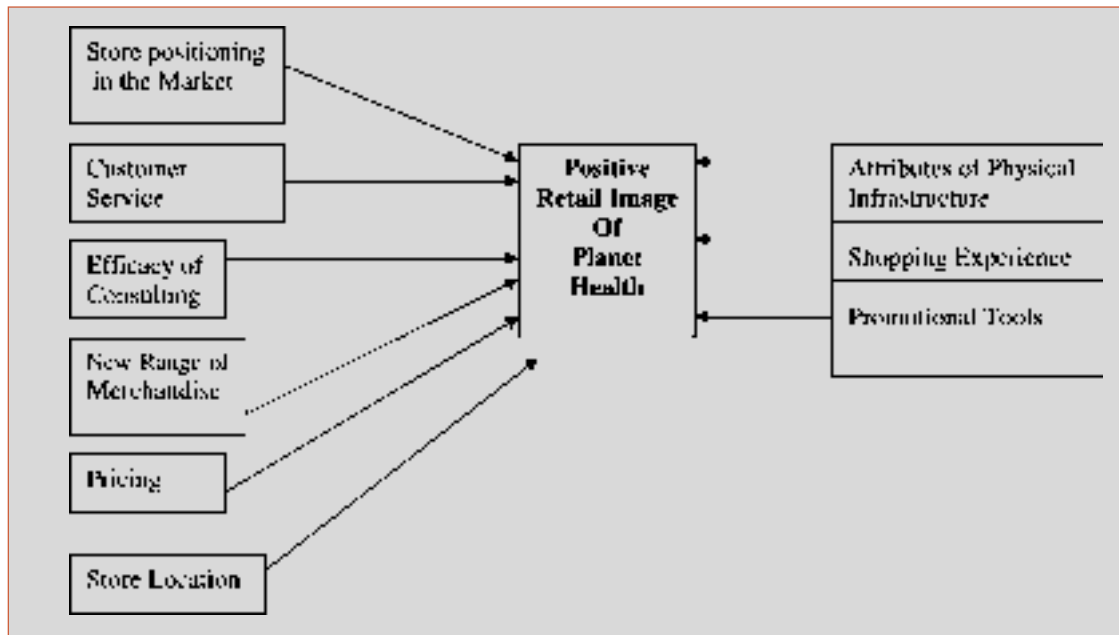 Store positioning
in the Market
Customer
Service
Efficacy of
Consulting
New Range of
Merchandise
Pricing
Store Location
Positive
Retail Image
Of
Planet
Health
Attributes of Physical
Infrastructure
Shopping Experience
Promotional Tools